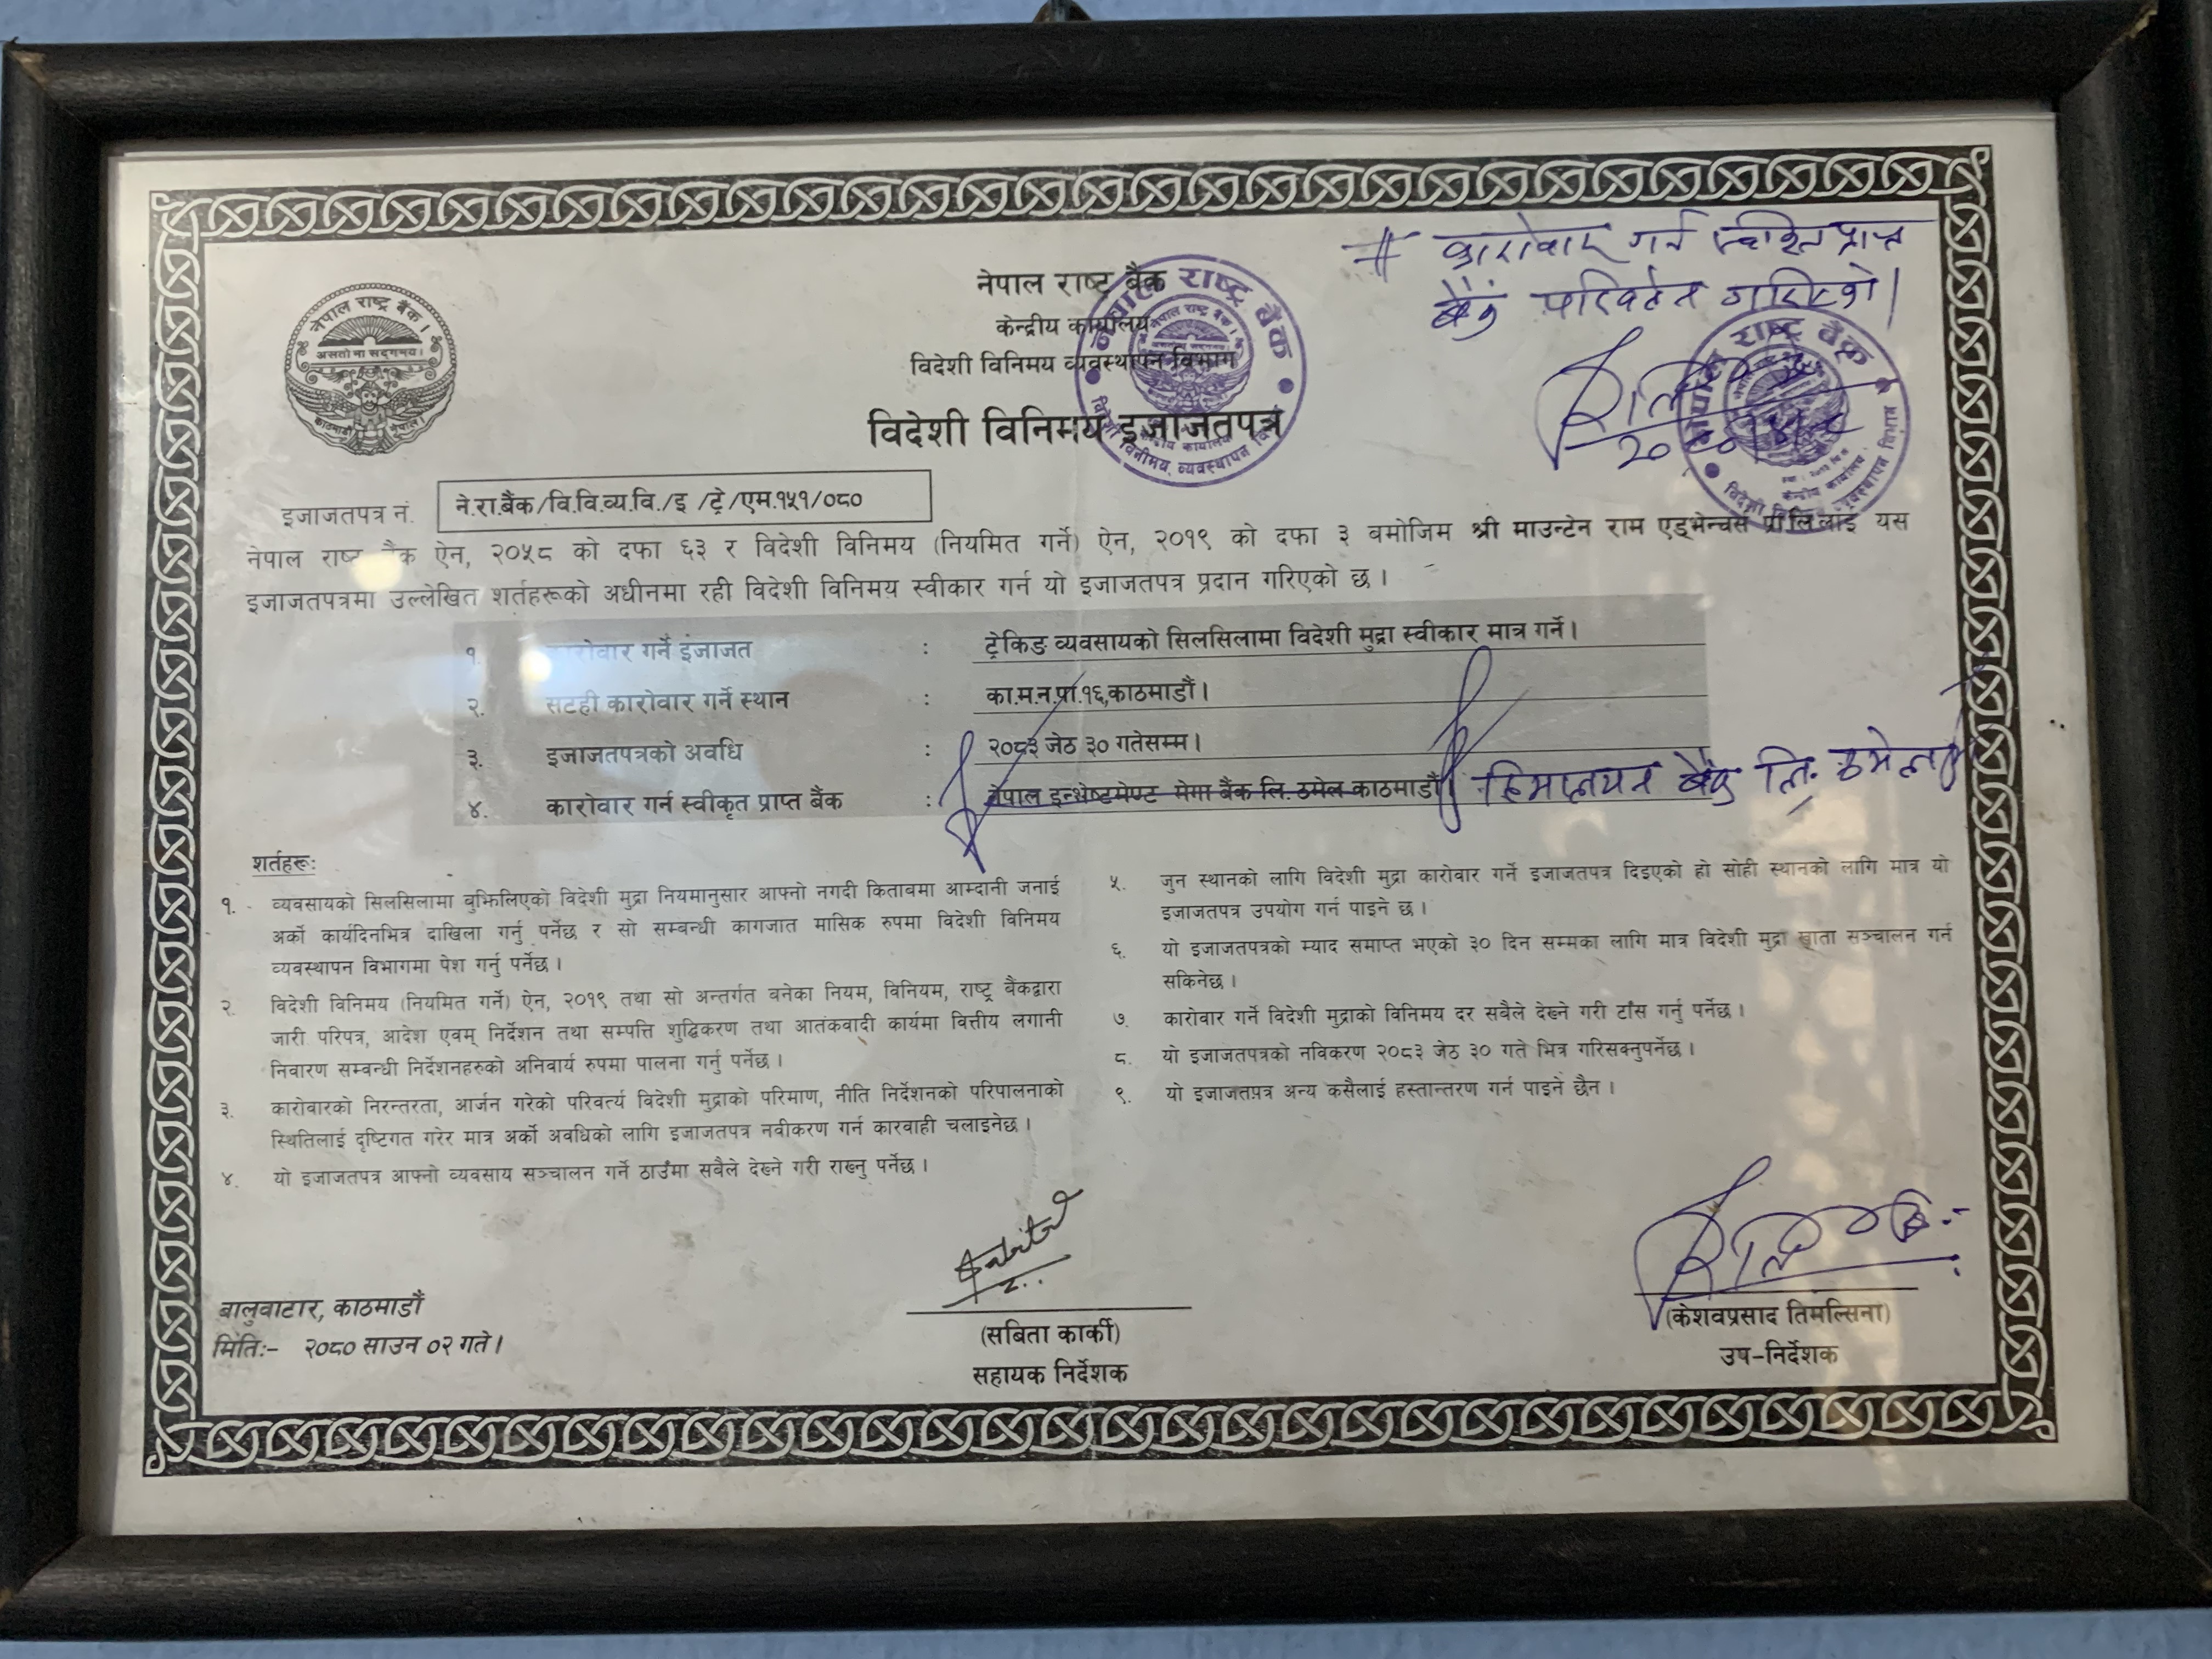 # कारोवार गर्न स्वीकृत प्राप्त
बैंक परिवर्तन गरिएको।
नेपाल राष्ट्र बैंक
केन्द्रीय कार्यालय
विदेशी विनिमय व्यवस्थापन विभाग
विदेशी विनिमय इजाजतपत्र
नेपाल राष्ट्र बैंक।
असतो मा सद्गमय।
काठमाडौं नेपाल।
नेपाल राष्ट्र बैंक
केन्द्रीय कार्यालय
विदेशी विनीमय व्यवस्थापन विभाग
नेपाल राष्ट्र बैंक
केन्द्रीय कार्यालय
विदेशी व्यवस्थापन विभाग
इजाजतपत्र नं. ने.रा.बैंक/वि.वि.व्य.वि./इ /ट्रे/एम.१५१/०८०
नेपाल राष्ट्र बैंक ऐन, २०५८ को दफा ६३ र विदेशी विनिमय (नियमित गर्ने) ऐन, २०१९ को दफा ३ बमोजिम श्री माउन्टेन राम एड्भेन्चर्स प्रा.लि.लाई यस
इजाजतपत्रमा उल्लेखित शर्तहरूको अधीनमा रही विदेशी विनिमय स्वीकार गर्न यो इजाजतपत्र प्रदान गरिएको छ।
१. कारोवार गर्ने इजाजत : ट्रेकिङ व्यवसायको सिलसिलामा विदेशी मुद्रा स्वीकार मात्र गर्ने।
२. सटही कारोवार गर्ने स्थान : का.म.न.पा.१६,काठमाडौं।
३. इजाजतपत्रको अवधि : २०८३ जेठ ३० गतेसम्म।
४. कारोवार गर्न स्वीकृत प्राप्त बैंक : नेपाल इन्भेष्टमेण्ट मेगा बैंक लि. ठमेल काठमाडौं। हिमालयन बैंक लि. ठमेल
शर्तहरू:
१. व्यवसायको सिलसिलामा बुझिलिएको विदेशी मुद्रा नियमानुसार आफ्नो नगदी किताबमा आम्दानी जनाई
अर्को कार्यदिनभित्र दाखिला गर्नु पर्नेछ र सो सम्बन्धी कागजात मासिक रुपमा विदेशी विनिमय
व्यवस्थापन विभागमा पेश गर्नु पर्नेछ।
२. विदेशी विनिमय (नियमित गर्ने) ऐन, २०१९ तथा सो अन्तर्गत बनेका नियम, विनियम, राष्ट्र बैंकद्वारा
जारी परिपत्र, आदेश एवम् निर्देशन तथा सम्पत्ति शुद्धिकरण तथा आतंकवादी कार्यमा वित्तीय लगानी
निवारण सम्बन्धी निर्देशनहरुको अनिवार्य रुपमा पालना गर्नु पर्नेछ।
३. कारोवारको निरन्तरता, आर्जन गरेको परिवर्त्य विदेशी मुद्राको परिमाण, नीति निर्देशनको परिपालनाको
स्थितिलाई दृष्टिगत गरेर मात्र अर्को अवधिको लागि इजाजतपत्र नवीकरण गर्न कारवाही चलाइनेछ।
४. यो इजाजतपत्र आफ्नो व्यवसाय सञ्चालन गर्ने ठाउँमा सबैले देख्ने गरी राख्नु पर्नेछ।
५. जुन स्थानको लागि विदेशी मुद्रा कारोवार गर्ने इजाजतपत्र दिइएको हो सोही स्थानको लागि मात्र यो
इजाजतपत्र उपयोग गर्न पाइने छ।
६. यो इजाजतपत्रको म्याद समाप्त भएको ३० दिन सम्मका लागि मात्र विदेशी मुद्रा खाता सञ्चालन गर्न
सकिनेछ।
७. कारोवार गर्ने विदेशी मुद्राको विनिमय दर सबैले देख्ने गरी टाँस गर्नु पर्नेछ।
८. यो इजाजतपत्रको नविकरण २०८३ जेठ ३० गते भित्र गरिसक्नुपर्नेछ।
९. यो इजाजतपत्र अन्य कसैलाई हस्तान्तरण गर्न पाइने छैन।
बालुवाटार, काठमाडौं
मिति:- २०८० साउन ०२ गते।
Sabita
(सबिता कार्की)
सहायक निर्देशक
(केशवप्रसाद तिमल्सिना)
उप-निर्देशक